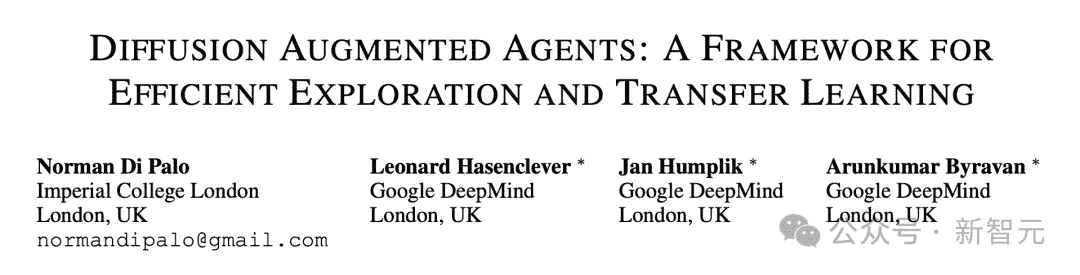 DIFFUSION AUGMENTED AGENTS: A FRAMEWORK FOR
EFFICIENT EXPLORATION AND TRANSFER LEARNING
Norman Di Palo
Imperial College London
London, UK
normandipalo@gmail.com
Leonard Hasenclever *
Google DeepMind
London, UK
Jan Humplik *
Google DeepMind
London, UK
Arunkumar Byravan *
Google DeepMind
London, UK
公众号 · 新智元